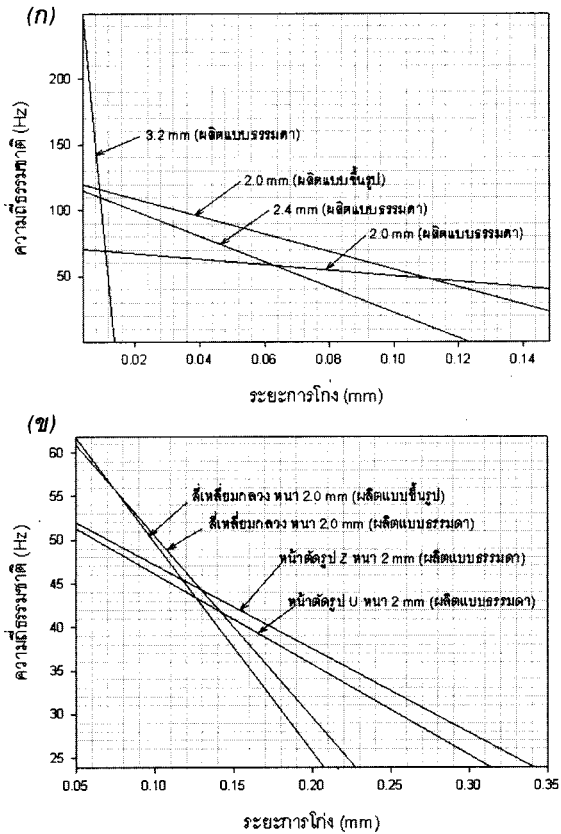 (ก)
ความถี่ธรรมชาติ (Hz)
200
150
100
50
3.2 mm (ผลิตแบบธรรมดา)
2.0 mm (ผลิตแบบขึ้นรูป)
2.4 mm (ผลิตแบบธรรมดา)
2.0 mm (ผลิตแบบธรรมดา)
0.02 0.04 0.06 0.08 0.10 0.12 0.14
ระยะการโก่ง (mm)
(ข)
ความถี่ธรรมชาติ (Hz)
60
55
50
45
40
35
30
25
สี่เหลี่ยมกลวง หนา 2.0 mm (ผลิตแบบขึ้นรูป)
สี่เหลี่ยมกลวง หนา 2.0 mm (ผลิตแบบธรรมดา)
หน้าตัดรูป Z หนา 2 mm (ผลิตแบบธรรมดา)
หน้าตัดรูป U หนา 2 mm (ผลิตแบบธรรมดา)
0.05 0.10 0.15 0.20 0.25 0.30 0.35
ระยะการโก่ง (mm)